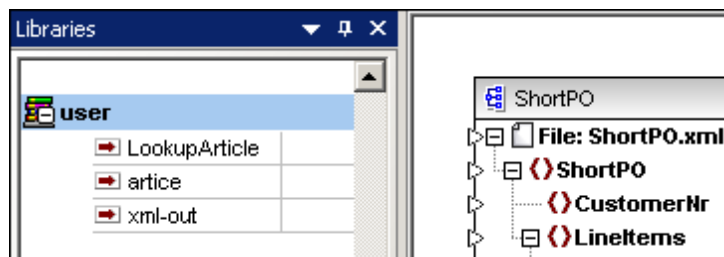 Libraries
user
LookupArticle
artice
xml-out
ShortPO
File: ShortPO.xml
ShortPO
CustomerNr
LineItems